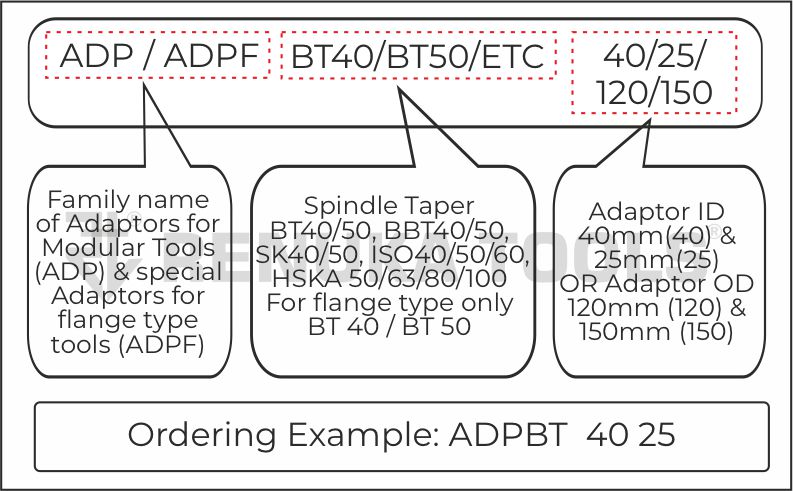 ADP / ADPF
BT40/BT50/ETC
40/25/
120/150
Family name
of Adaptors for
Modular Tools
(ADP) & special
Adaptors for
flange type
tools (ADPF)
Spindle Taper
BT40/50, BBT40/50,
SK40/50, ISO40/50/60,
HSKA 50/63/80/100
For flange type only
BT 40 / BT 50
Adaptor ID
40mm(40) &
25mm(25)
OR Adaptor OD
120mm (120) &
150mm (150)
RENUKA TOOLS®
Ordering Example: ADPBT 40 25